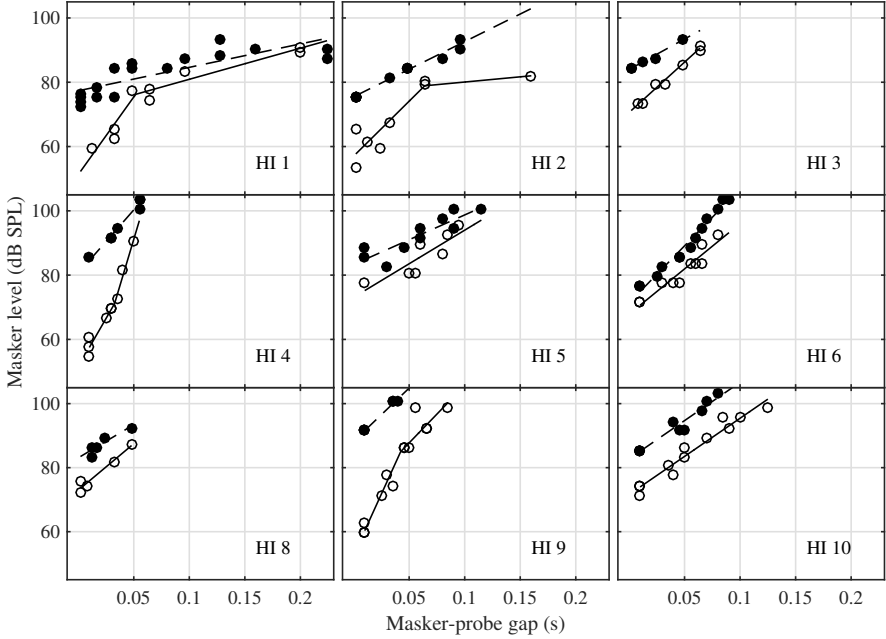 100
80
60
HI 1
HI 2
HI 3
Masker level (dB SPL)
100
80
60
HI 4
HI 5
HI 6
100
80
60
HI 8
HI 9
HI 10
0.05 0.1 0.15 0.2 0.05 0.1 0.15 0.2 0.05 0.1 0.15 0.2
Masker-probe gap (s)